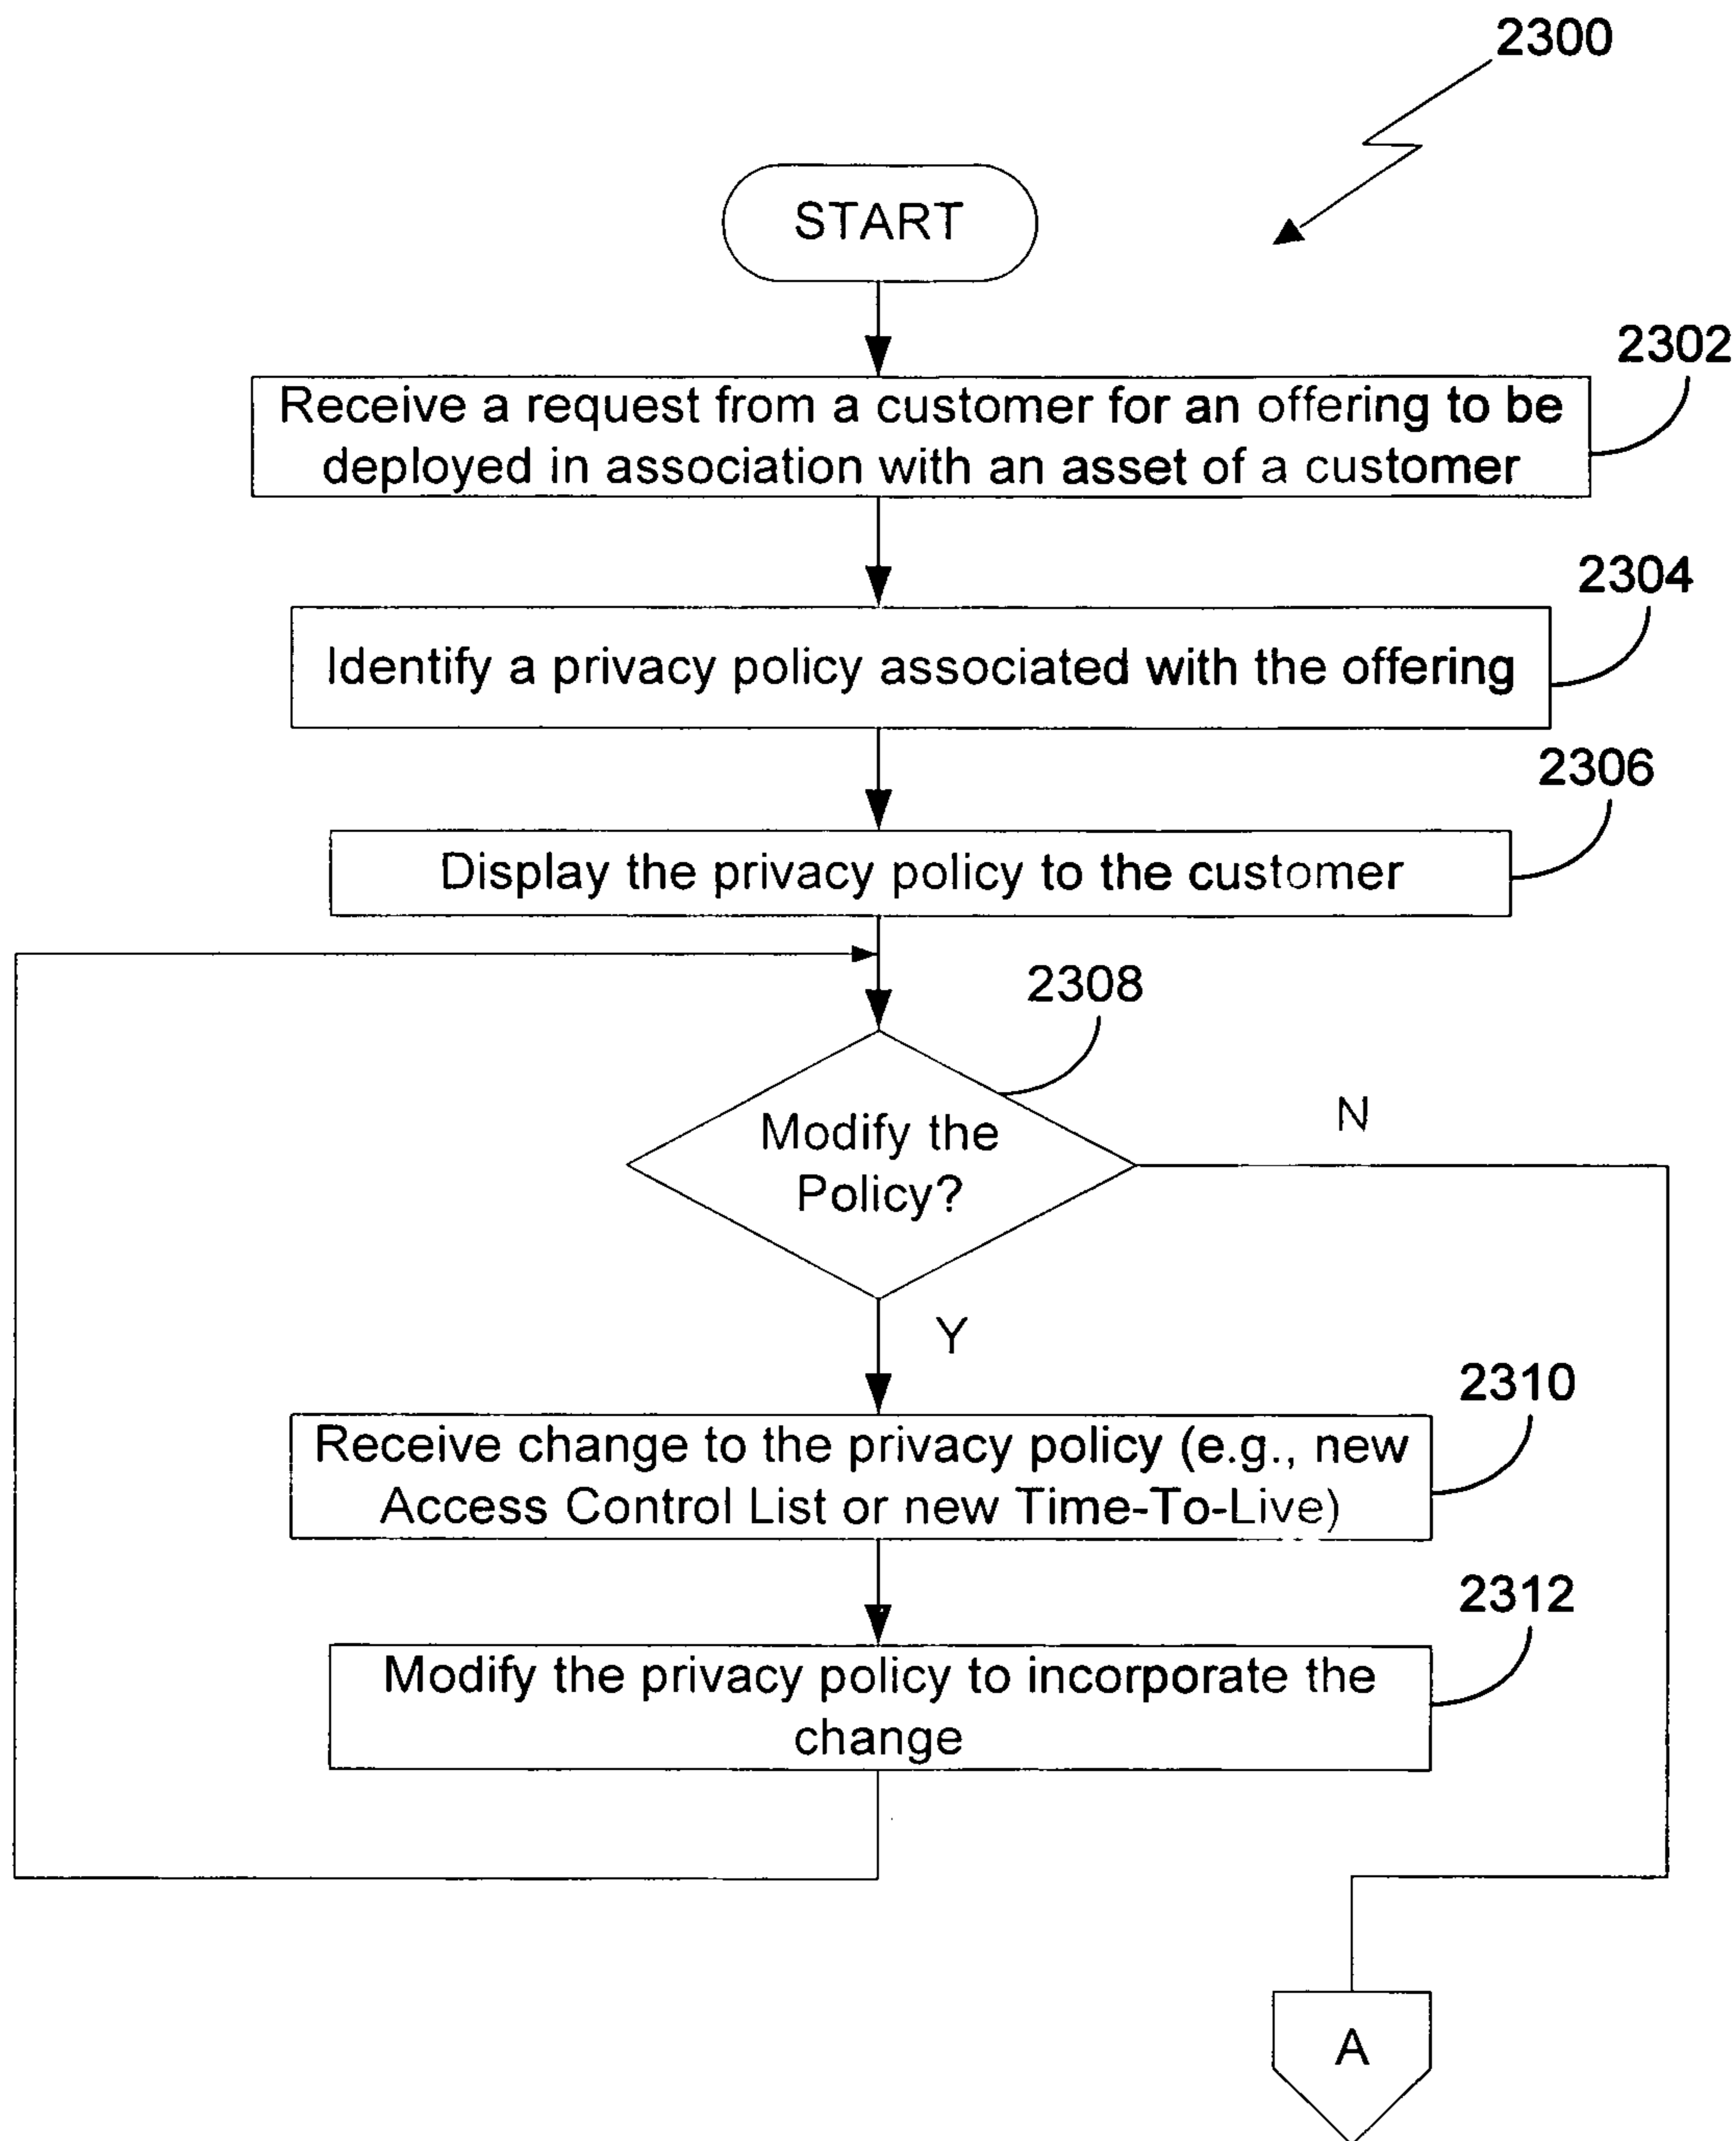 2300
START
2302
Receive a request from a customer for an offering to be
deployed in association with an asset of a customer
2304
Identify a privacy policy associated with the offering
2306
Display the privacy policy to the customer
2308
Modify the
Policy?
N
Y
2310
Receive change to the privacy policy (e.g., new
Access Control List or new Time-To-Live)
2312
Modify the privacy policy to incorporate the
change
A